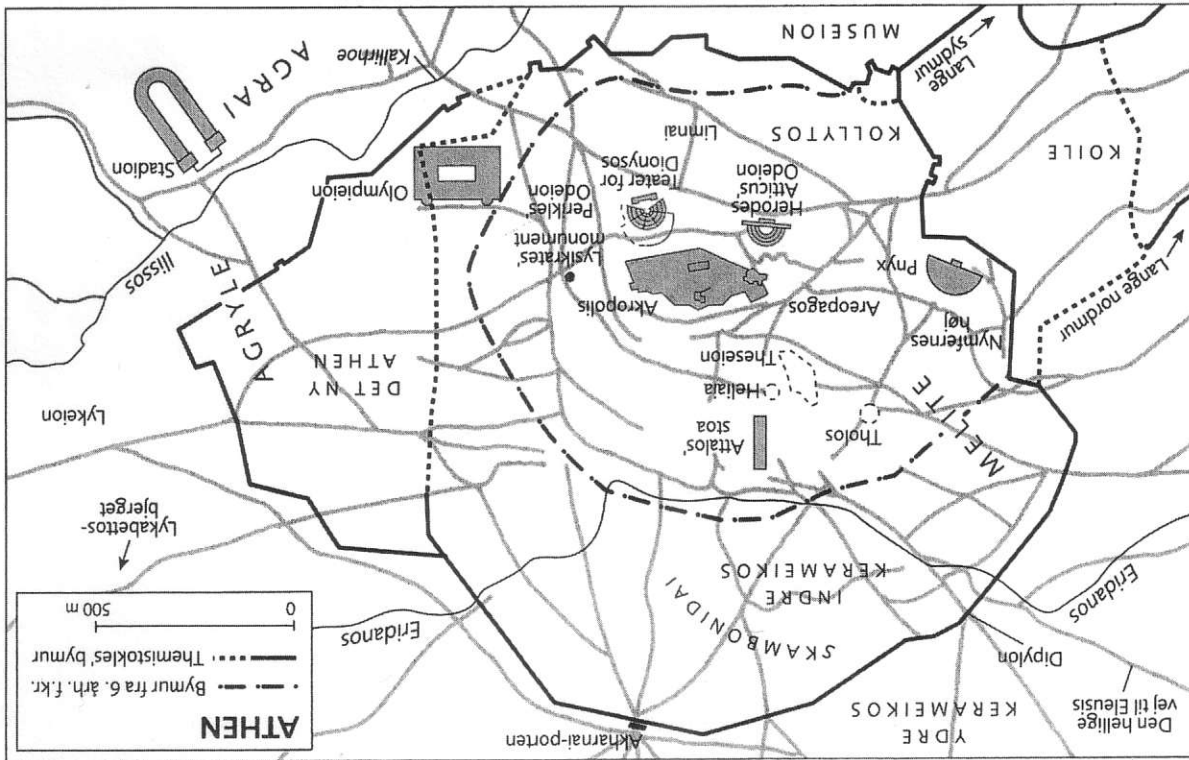 ATHEN
Bymur fra 6. årh. f.kr.
Themistokles' bymur
0 500 m
Akharnai-porten
YDRE
KERAMEIKOS
Den hellige
vej til Eleusis
Dipylon
SKAMBONIDAI
Eridanos
Eridanos
INDRE
KERAMEIKOS
Lykabettos-
bjerget
MELITE
Tholos
Attalos'
stoa
Heliaia
Theseion
Lykeion
DET NY
ATHEN
AGRYLE
Nymfernes
høj
Pnyx
Areopagos
Akropolis
Lysikrates'
monument
Perikles'
Odeion
Lange nordmur
Herodes
Atticus'
Odeion
Teater for
Dionysos
Olympieion
Ilissos
Stadion
KOILE
KOLLYTOS
Limnai
AGRAI
Kallirhoe
Lange
sydmur
MUSEION